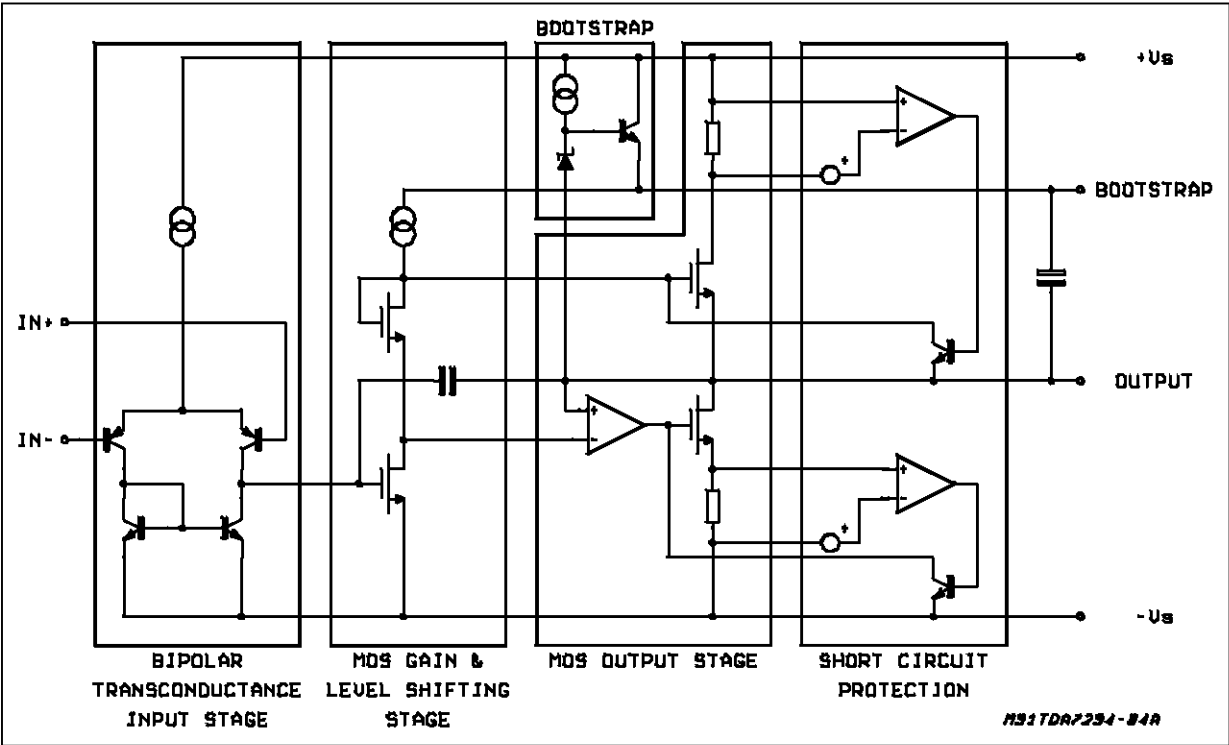 BOOTSTRAP
+Vs
BOOTSTRAP
IN+
OUTPUT
IN-
-Vs
BIPOLAR
TRANSCONDUCTANCE
INPUT STAGE
MOS GAIN &
LEVEL SHIFTING
STAGE
MOS OUTPUT STAGE
SHORT CIRCUIT
PROTECTION
M91TDA7294-04A
+
-
+
+
-
+
-
+